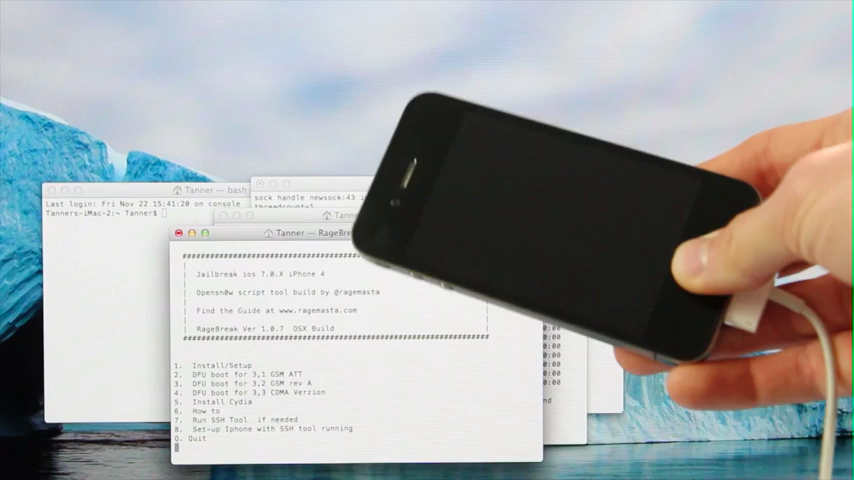 Tanner — bash
Last login: Fri Nov 22 15:41:20 on console
Tanners-iMac-2:~ Tanner$
sock handle newsock:43
Tanner — RageBre
##########################################
| Jailbreak ios 7.0.X iPhone 4
| Opensn0w script tool build by @ragemasta |
| Find the Guide at www.ragemasta.com |
| RageBreak Ver 1.0.7 OSX Build |
##########################################
1. Install/Setup
2. DFU boot for 3,1 GSM ATT
3. DFU boot for 3,2 GSM rev A
4. DFU boot for 3,3 CDMA Verzion
5. Install Cydia
6. How to
7. Run SSH Tool if needed
8. Set-up Iphone with SSH tool running
Q. Quit